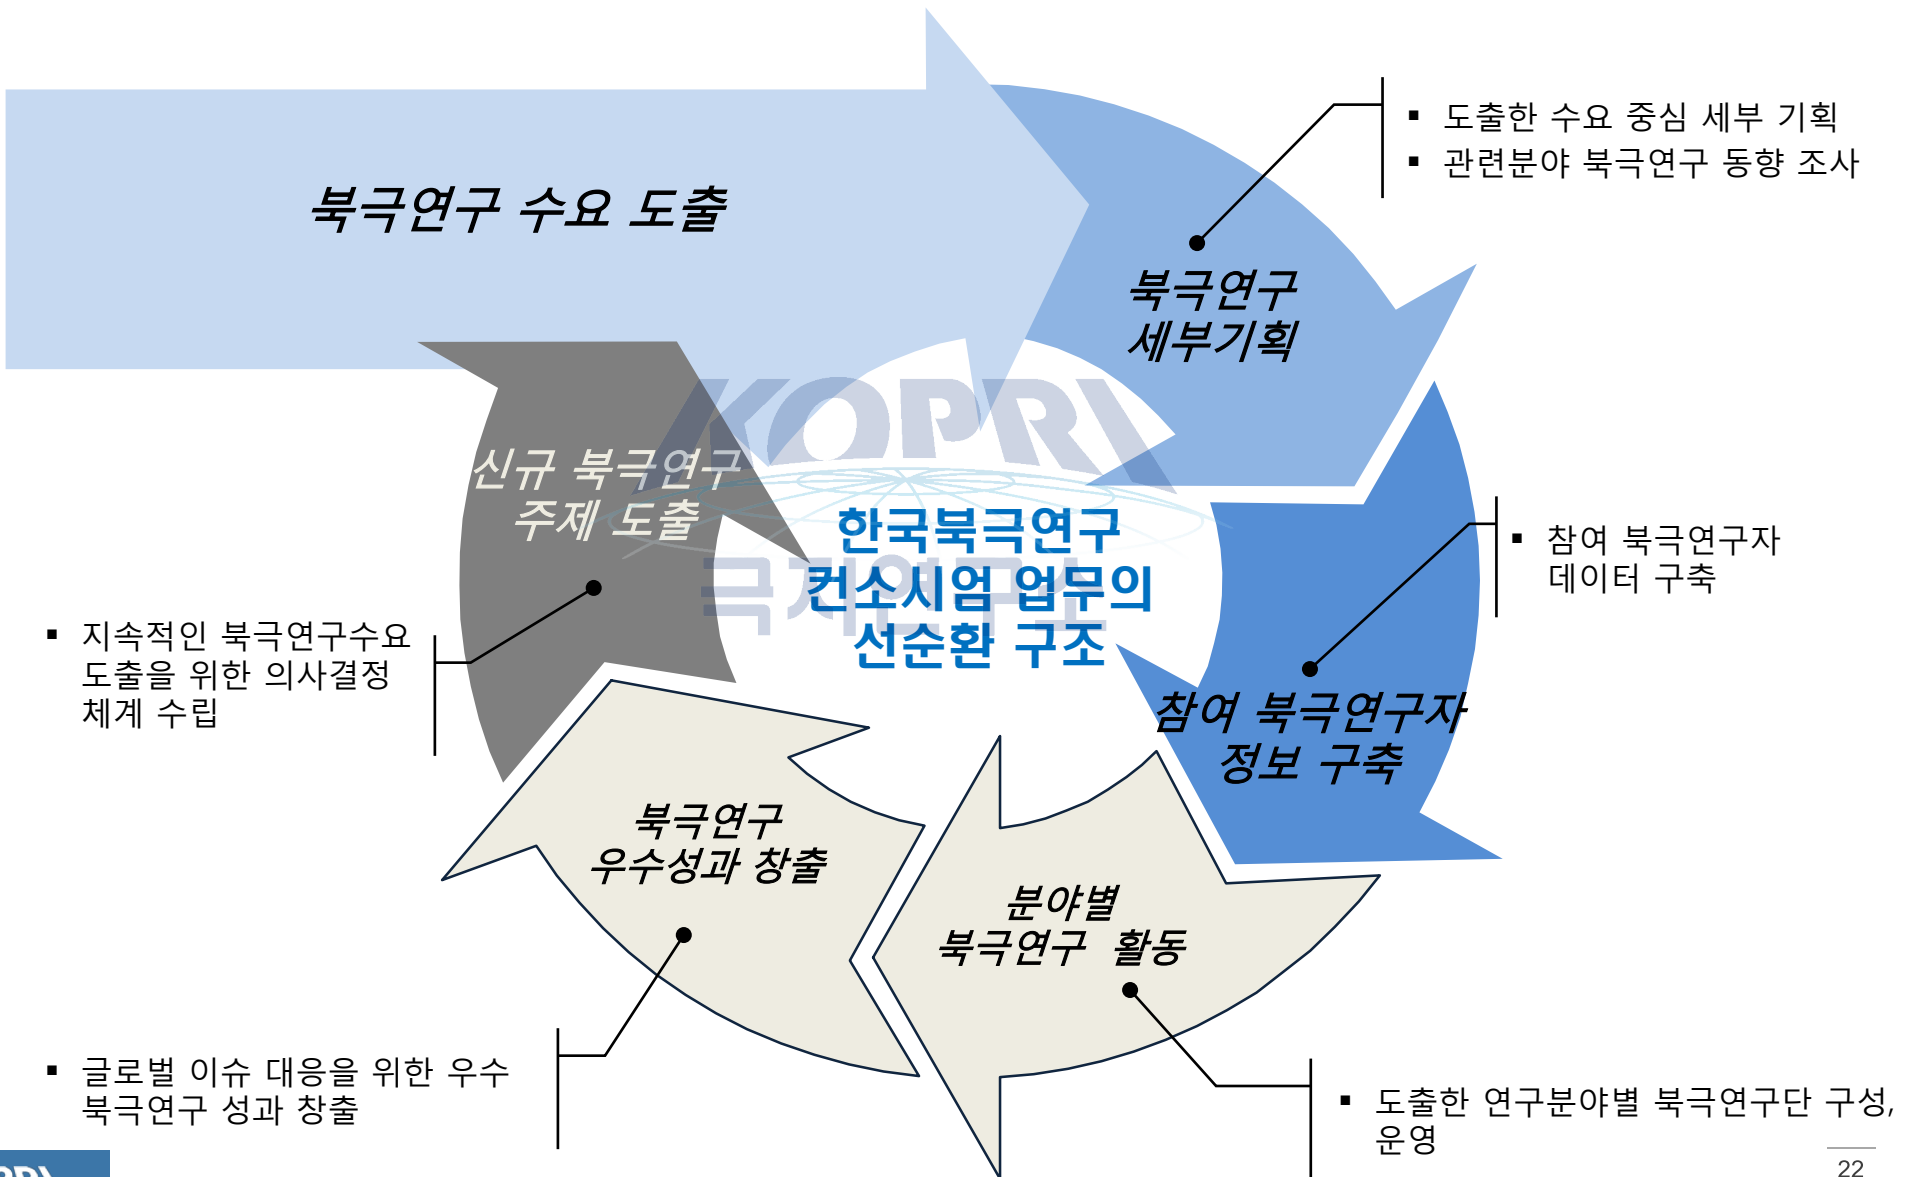 북극연구 수요 도출
▪ 도출한 수요 중심 세부 기획
▪ 관련분야 북극연구 동향 조사
북극연구
세부기획
KOPRI
신규 북극연구
주제 도출
한국북극연구
컨소시엄 업무의
선순환 구조
극지연구소
▪ 참여 북극연구자
데이터 구축
▪ 지속적인 북극연구수요
도출을 위한 의사결정
체계 수립
참여 북극연구자
정보 구축
북극연구
우수성과 창출
분야별
북극연구 활동
▪ 글로벌 이슈 대응을 위한 우수
북극연구 성과 창출
▪ 도출한 연구분야별 북극연구단 구성,
운영
22